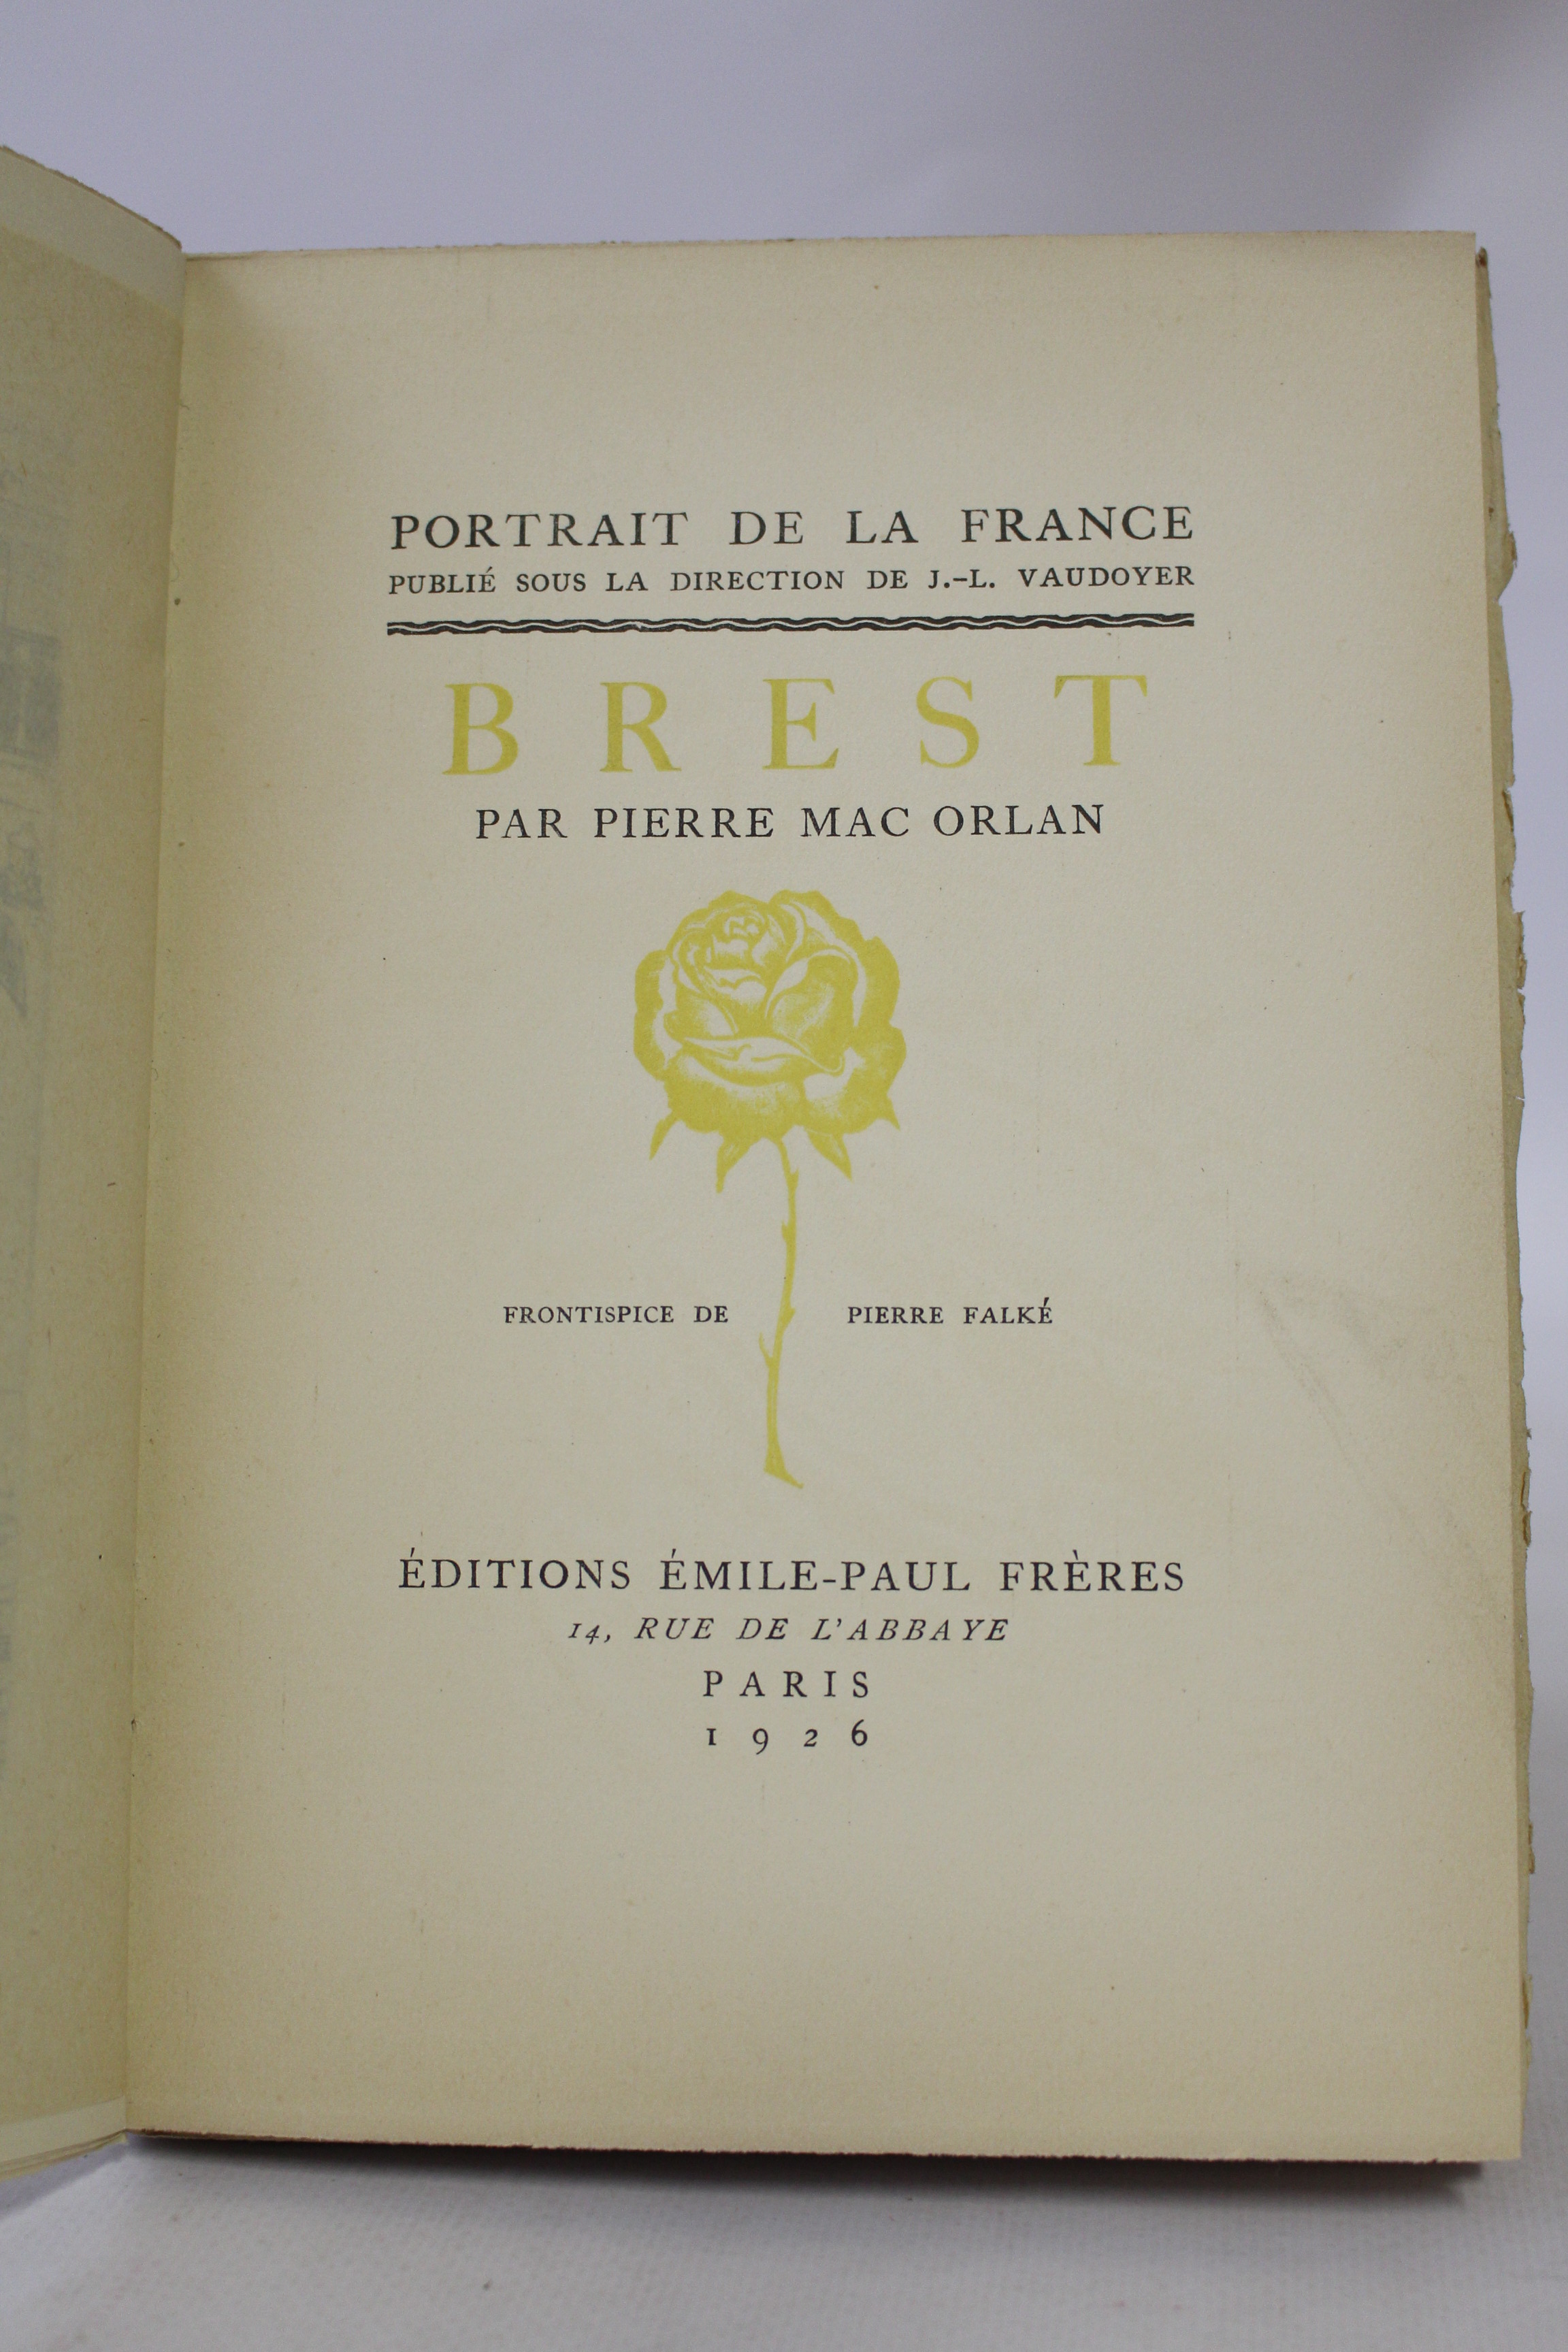 PORTRAIT DE LA FRANCE
PUBLIÉ SOUS LA DIRECTION DE J.-L. VAUDOYER
BREST
PAR PIERRE MAC ORLAN
FRONTISPICE DE PIERRE FALKÉ
ÉDITIONS ÉMILE-PAUL FRÈRES
14, RUE DE L'ABBAYE
PARIS
1926